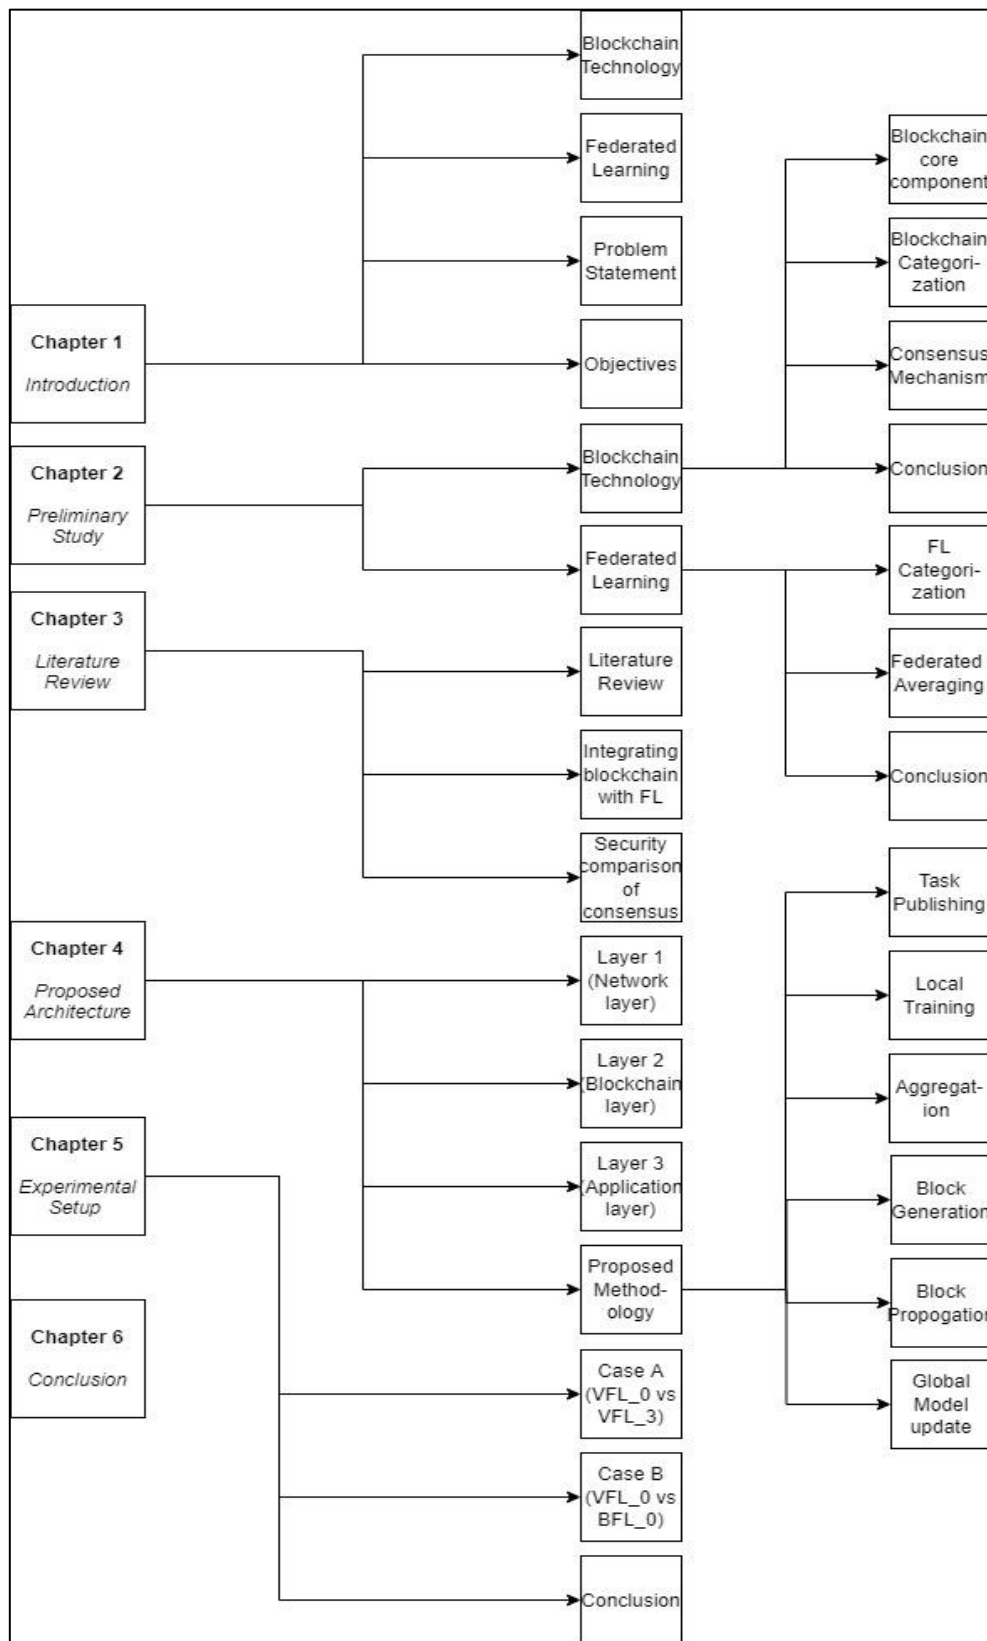 Chapter 1
Introduction
Chapter 2
Preliminary
Study
Chapter 3
Literature
Review
Chapter 4
Proposed
Architecture
Chapter 5
Experimental
Setup
Chapter 6
Conclusion
Blockchain
Technology
Federated
Learning
Problem
Statement
Objectives
Blockchain
Technology
Federated
Learning
Literature
Review
Integrating
blockchain
with FL
Security
comparison
of
consensus
Layer 1
(Network
layer)
Layer 2
(Blockchain
layer)
Layer 3
(Application
layer)
Proposed
Method-
ology
Case A
(VFL_0 vs
VFL_3)
Case B
(VFL_0 vs
BFL_0)
Conclusion
Blockchain
core
component
Blockchain
Categori-
zation
Consensus
Mechanism
Conclusion
FL
Categori-
zation
Federated
Averaging
Conclusion
Task
Publishing
Local
Training
Aggregat-
ion
Block
Generation
Block
Propogation
Global
Model
update